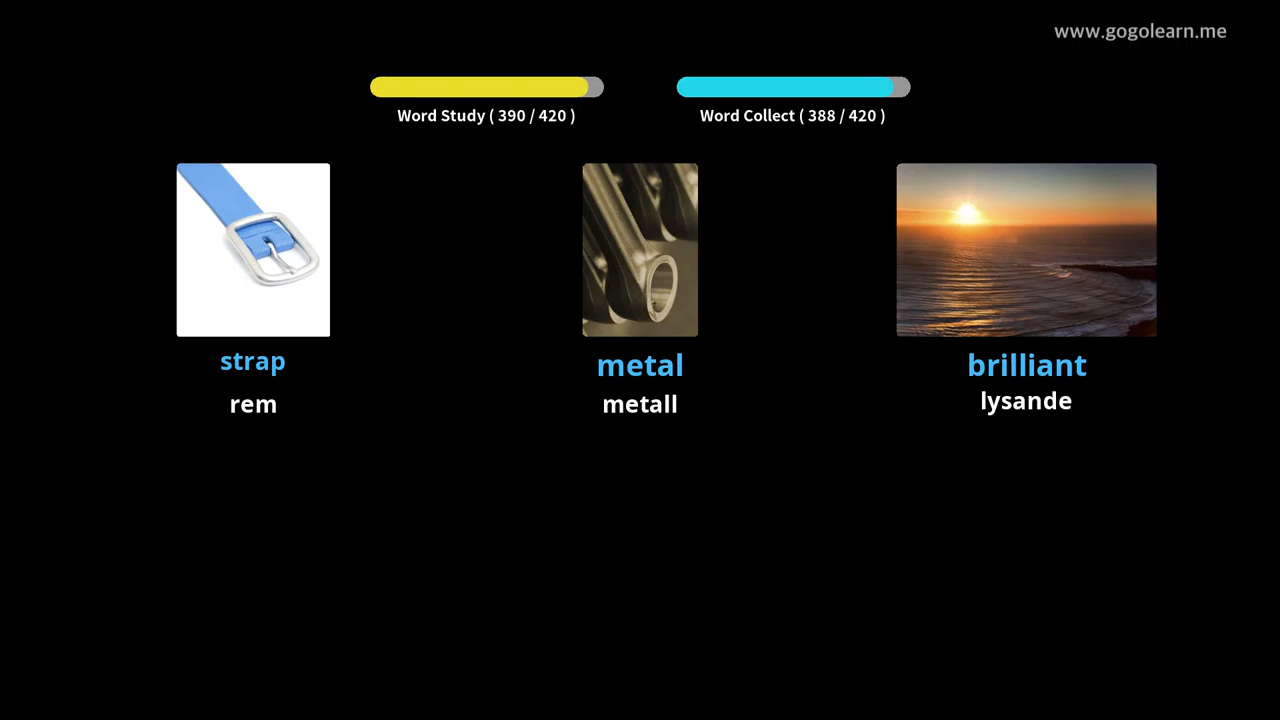 www.gogolearn.me
Word Study ( 390 / 420 )
Word Collect ( 388 / 420 )
strap
metal
brilliant
rem
metall
lysande